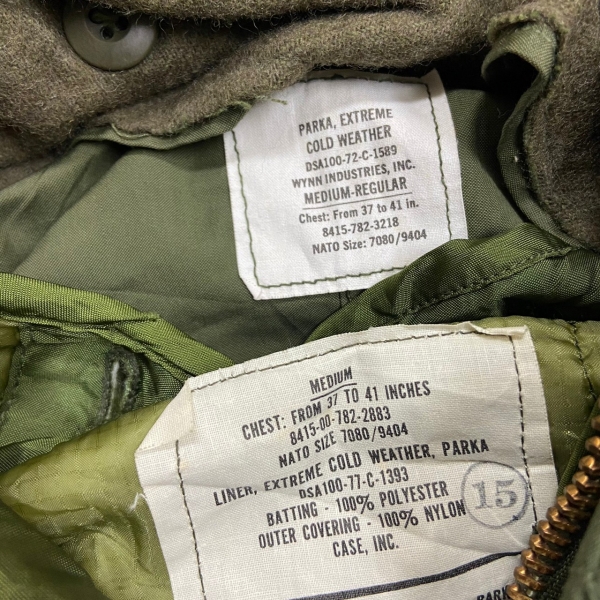 PARKA, EXTREME
COLD WEATHER
DSA100-72-C-1589
WYNN INDUSTRIES, INC.
MEDIUM-REGULAR
Chest: From 37 to 41 in.
8415-782-3218
NATO Size: 7080/9404
MEDIUM
CHEST: FROM 37 TO 41 INCHES
8415-00-782-2883
NATO SIZE 7080/9404
LINER, EXTREME COLD WEATHER, PARKA
DSA100-77-C-1393
BATTING - 100% POLYESTER
OUTER COVERING - 100% NYLON
CASE, INC.
15